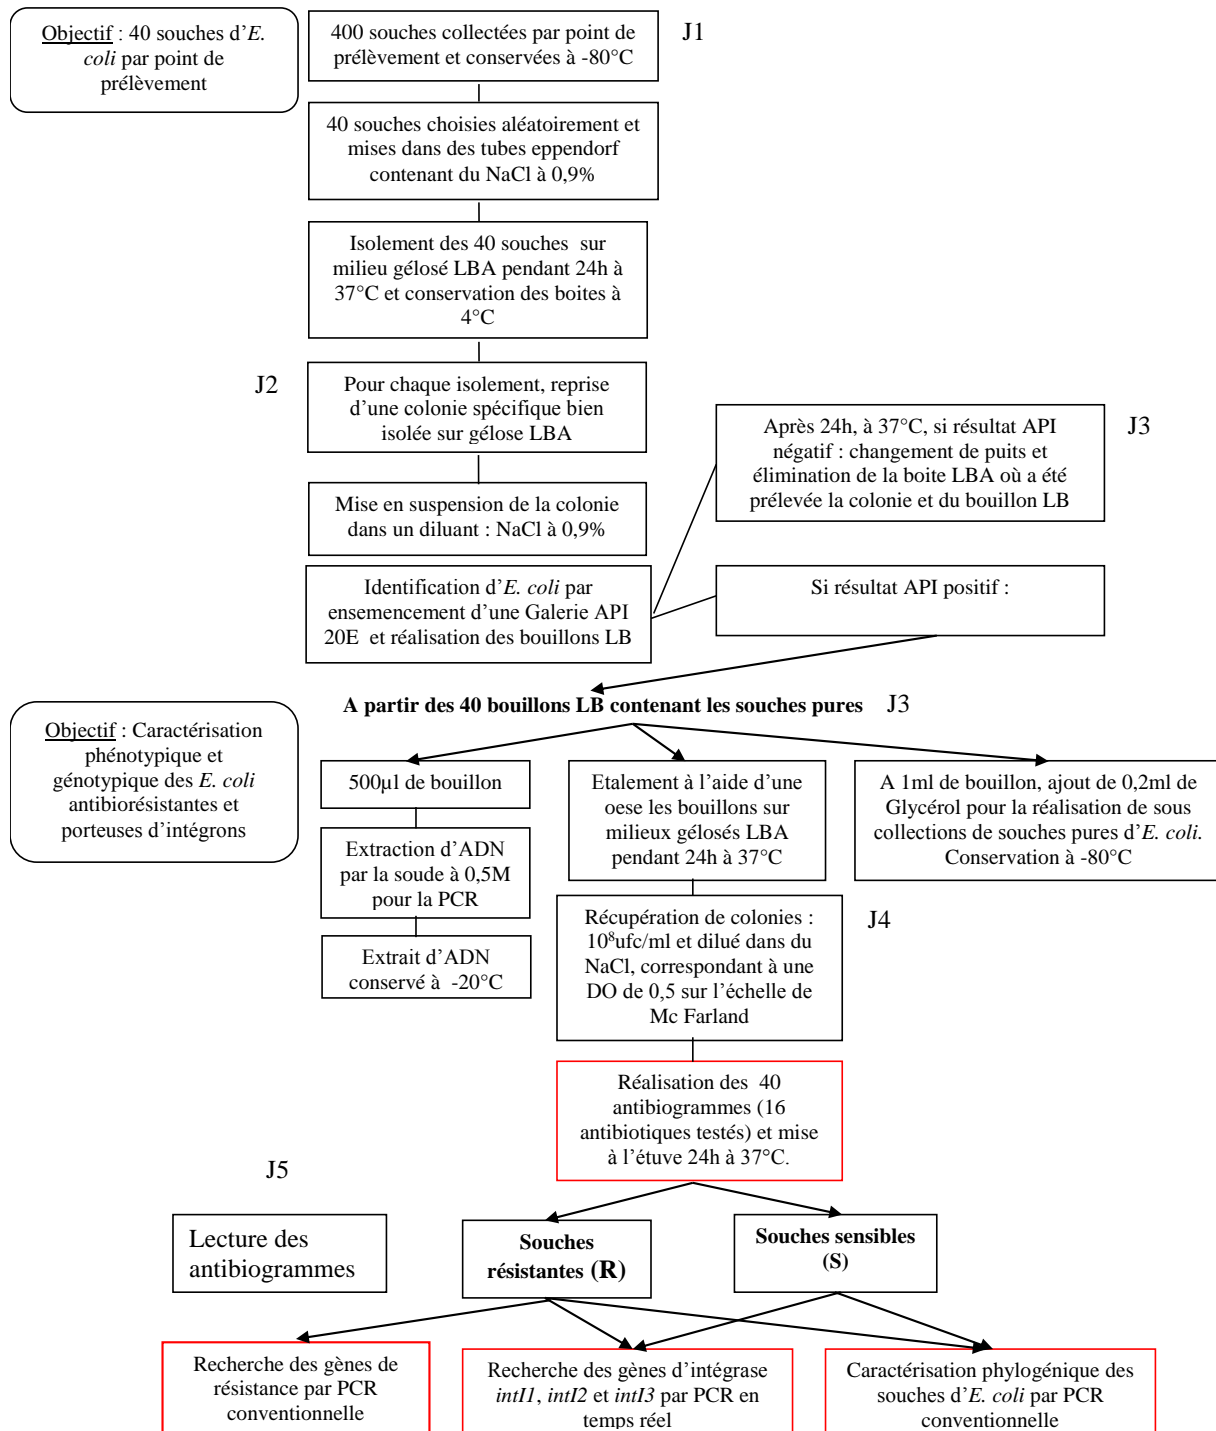 Objectif : 40 souches d’E.
coli par point de
prélèvement
400 souches collectées par point de
prélèvement et conservées à -80°C
J1
40 souches choisies aléatoirement et
mises dans des tubes eppendorf
contenant du NaCl à 0,9%
Isolement des 40 souches sur
milieu gélosé LBA pendant 24h à
37°C et conservation des boites à
4°C
J2
Pour chaque isolement, reprise
d’une colonie spécifique bien
isolée sur gélose LBA
Mise en suspension de la colonie
dans un diluant : NaCl à 0,9%
Identification d’E. coli par
ensemencement d’une Galerie API
20E et réalisation des bouillons LB
Après 24h, à 37°C, si résultat API
négatif : changement de puits et
élimination de la boite LBA où a été
prélevée la colonie et du bouillon LB
J3
Si résultat API positif :
A partir des 40 bouillons LB contenant les souches pures J3
Objectif : Caractérisation
phénotypique et
génotypique des E. coli
antibiorésistantes et
porteuses d’intégrons
500µl de bouillon
Extraction d’ADN
par la soude à 0,5M
pour la PCR
Extrait d’ADN
conservé à -20°C
Etalement à l’aide d’une
oese les bouillons sur
milieux gélosés LBA
pendant 24h à 37°C
A 1ml de bouillon, ajout de 0,2ml de
Glycérol pour la réalisation de sous
collections de souches pures d’E. coli.
Conservation à -80°C
Récupération de colonies :
10⁸ufc/ml et dilué dans du
NaCl, correspondant à une
DO de 0,5 sur l’échelle de
Mc Farland
J4
Réalisation des 40
antibiogrammes (16
antibiotiques testés) et mise
à l’étuve 24h à 37°C.
J5
Lecture des
antibiogrammes
Souches
résistantes (R)
Souches sensibles
(S)
Recherche des gènes de
résistance par PCR
conventionnelle
Recherche des gènes d’intégrase
intI1, intI2 et intI3 par PCR en
temps réel
Caractérisation phylogénique des
souches d’E. coli par PCR
conventionnelle